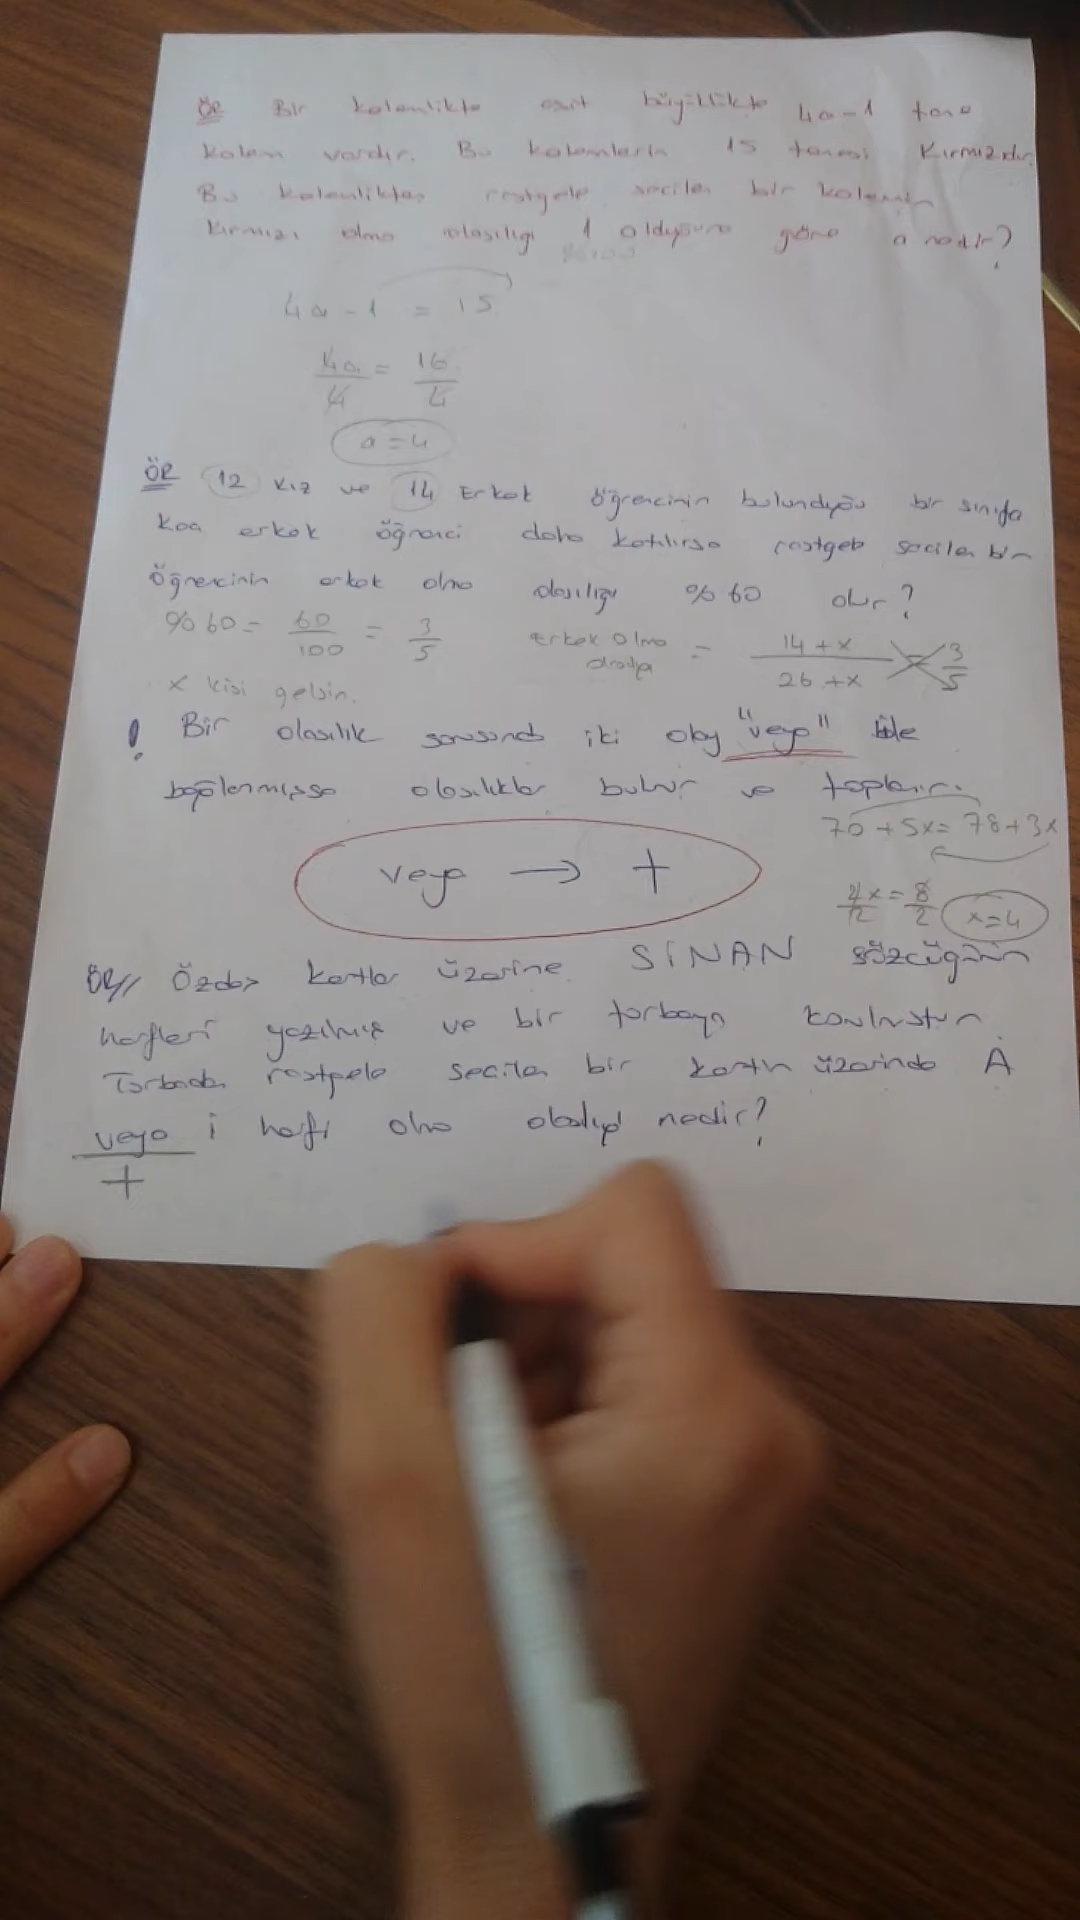 ÖR Bir kalemlikte eşit büyüklükte 4a-1 tane
kalem vardır. Bu kalemlerin 15 tanesi kırmızıdır.
Bu kalemlikten rastgele seçilen bir kalemin
kırmızı olma olasılığı 1 olduğuna göre a nedir?
4a - 1 = 15
4a/4 = 16/4
a = 4
ÖR 12 kız ve 14 Erkek öğrencinin bulunduğu bir sınıfa
kaç erkek öğrenci daha katılırsa rastgele seçilen bir
öğrencinin erkek olma olasılığı %60 olur?
%60 = 60/100 = 3/5 Erkek olma olasılığı = 14+x/26+x = 3/5
x kişi gelsin.
! Bir olasılık sorusunda iki olay "veya" ile
bağlanmışsa olasılıklar bulunur ve toplanır.
70 + 5x = 78 + 3x
veya → +
2x/2 = 8/2 x=4
ÖR// Özdeş kartlar üzerine SİNAN sözcüğünün
harfleri yazılmış ve bir torbaya konulmuştur.
Torbadan rastgele seçilen bir kartın üzerinde A
veya i harfi olma olasılığı nedir?
+